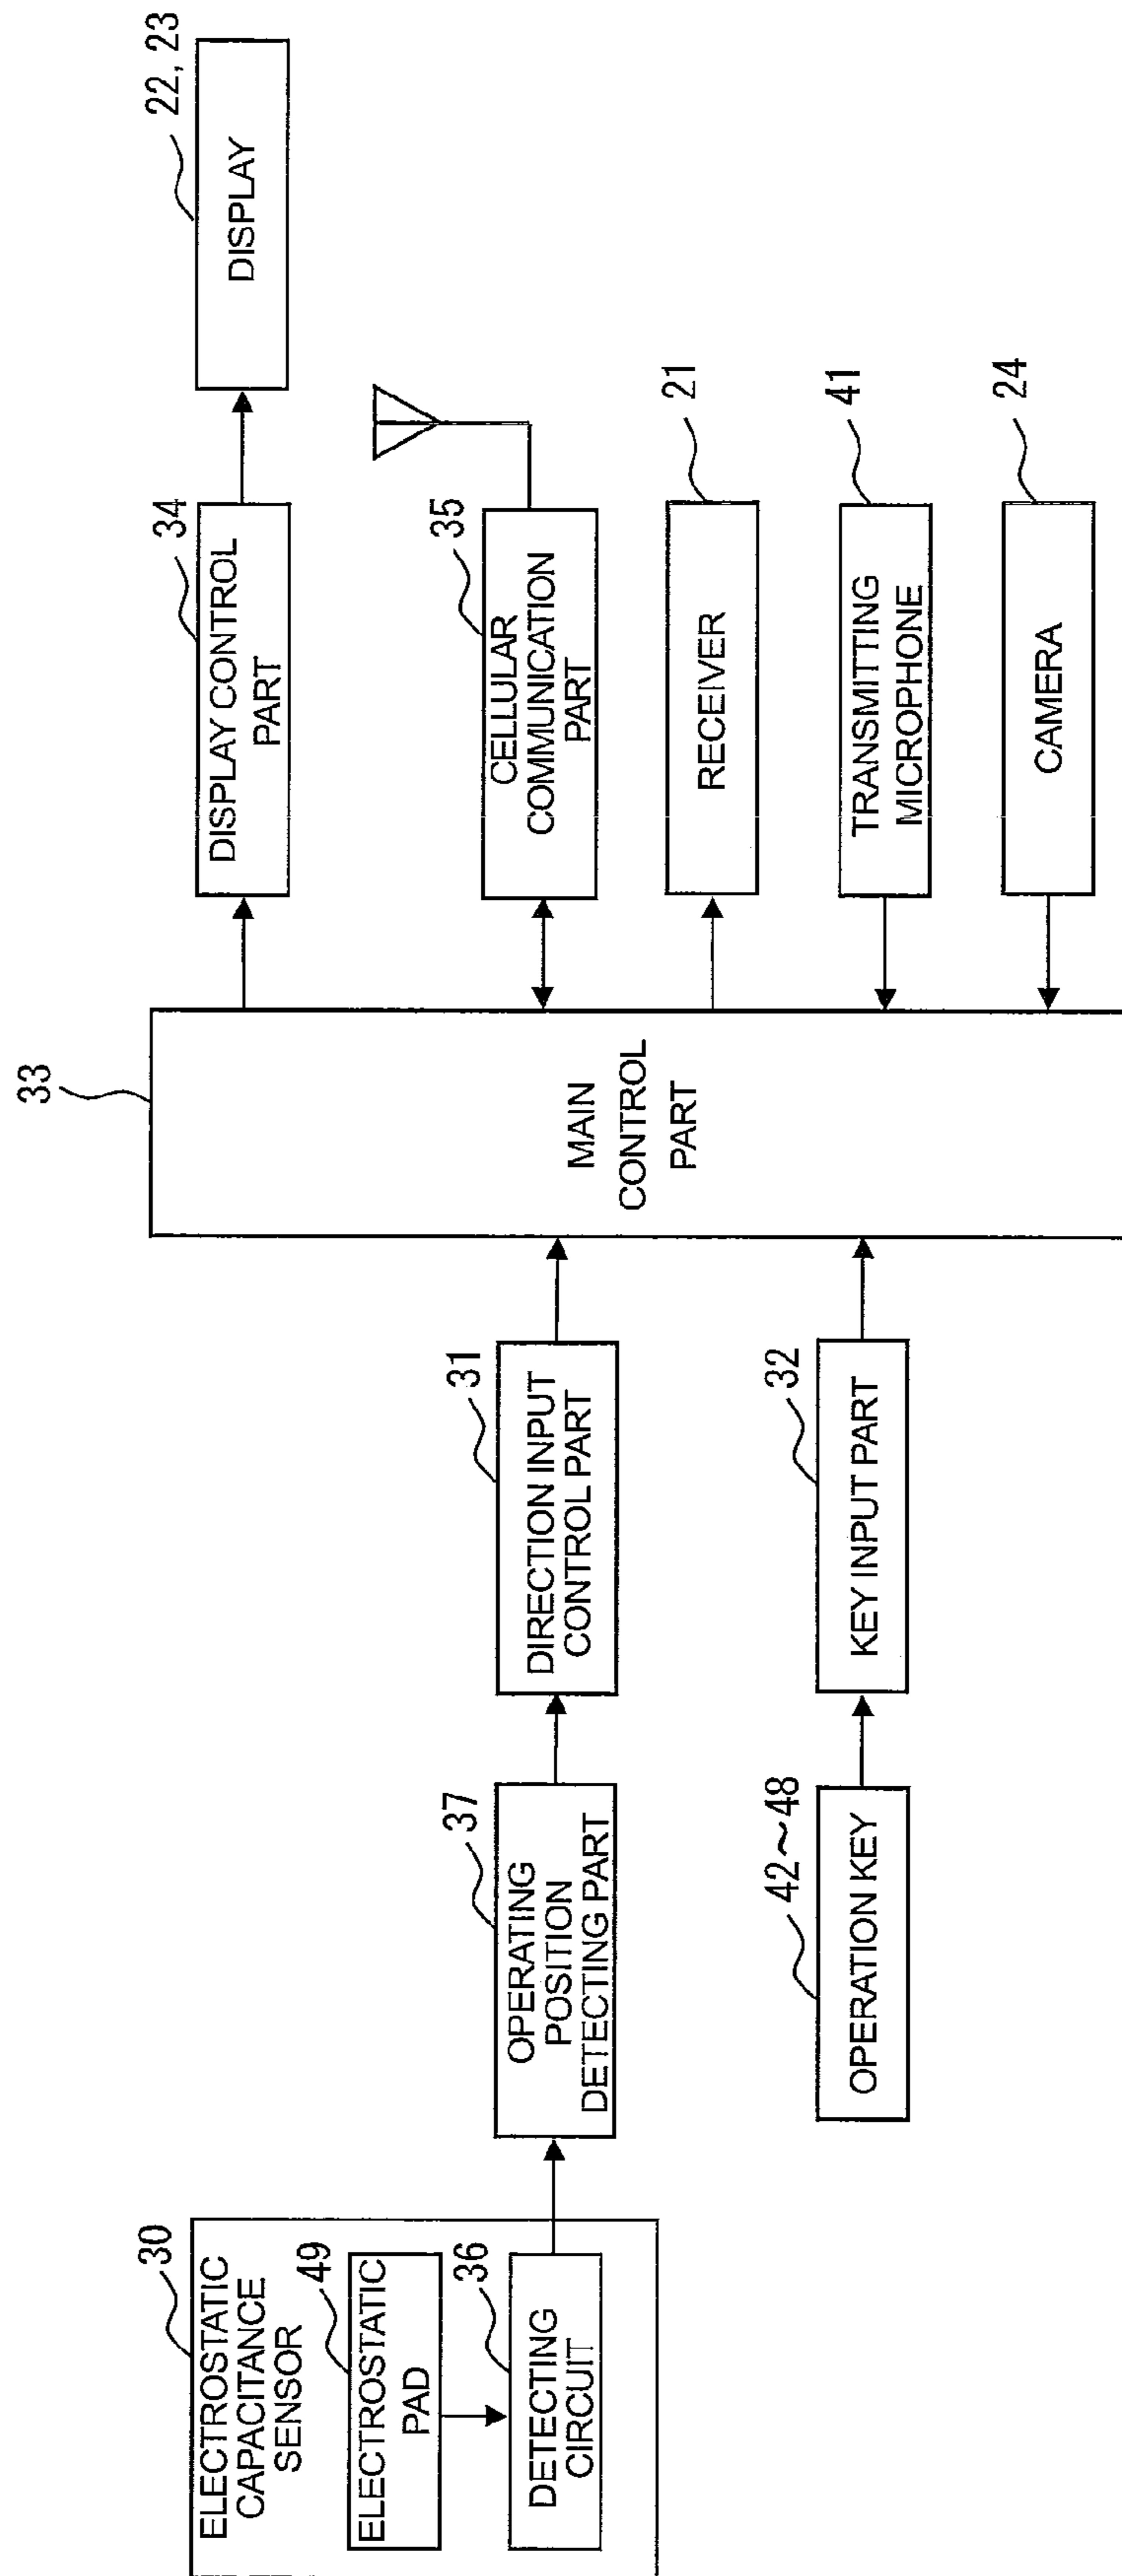 30
ELECTROSTATIC
CAPACITANCE
SENSOR
49
ELECTROSTATIC
PAD
36
DETECTING
CIRCUIT
37
OPERATING
POSITION
DETECTING PART
42~48
OPERATION KEY
31
DIRECTION INPUT
CONTROL PART
32
KEY INPUT PART
33
MAIN
CONTROL
PART
34
DISPLAY CONTROL
PART
22, 23
DISPLAY
35
CELLULAR
COMMUNICATION
PART
21
RECEIVER
41
TRANSMITTING
MICROPHONE
24
CAMERA